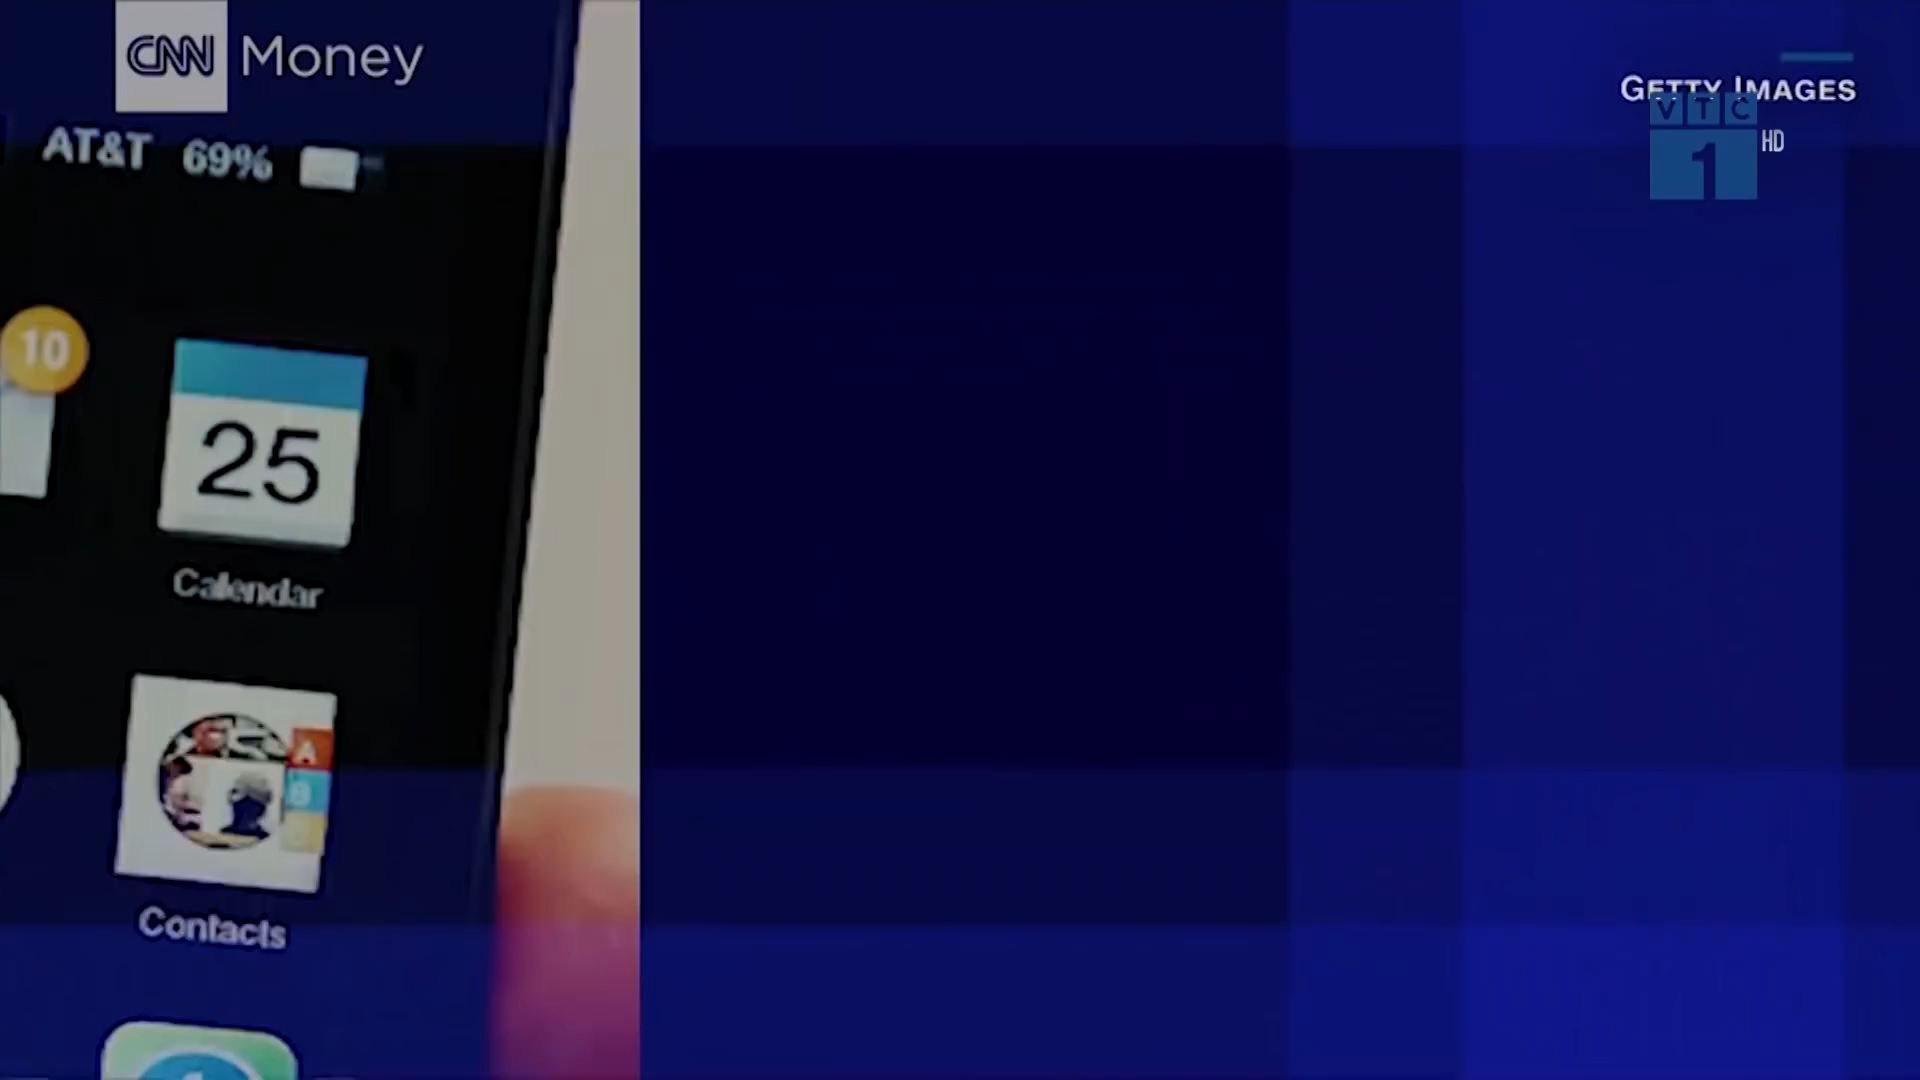 CNN Money
GETTY IMAGES
VTC
1 HD
AT&T 69%
10
25
Calendar
A
B
Contacts